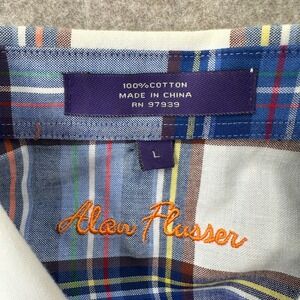 100% COTTON
MADE IN CHINA
RN 97939
L
Alan Flusser